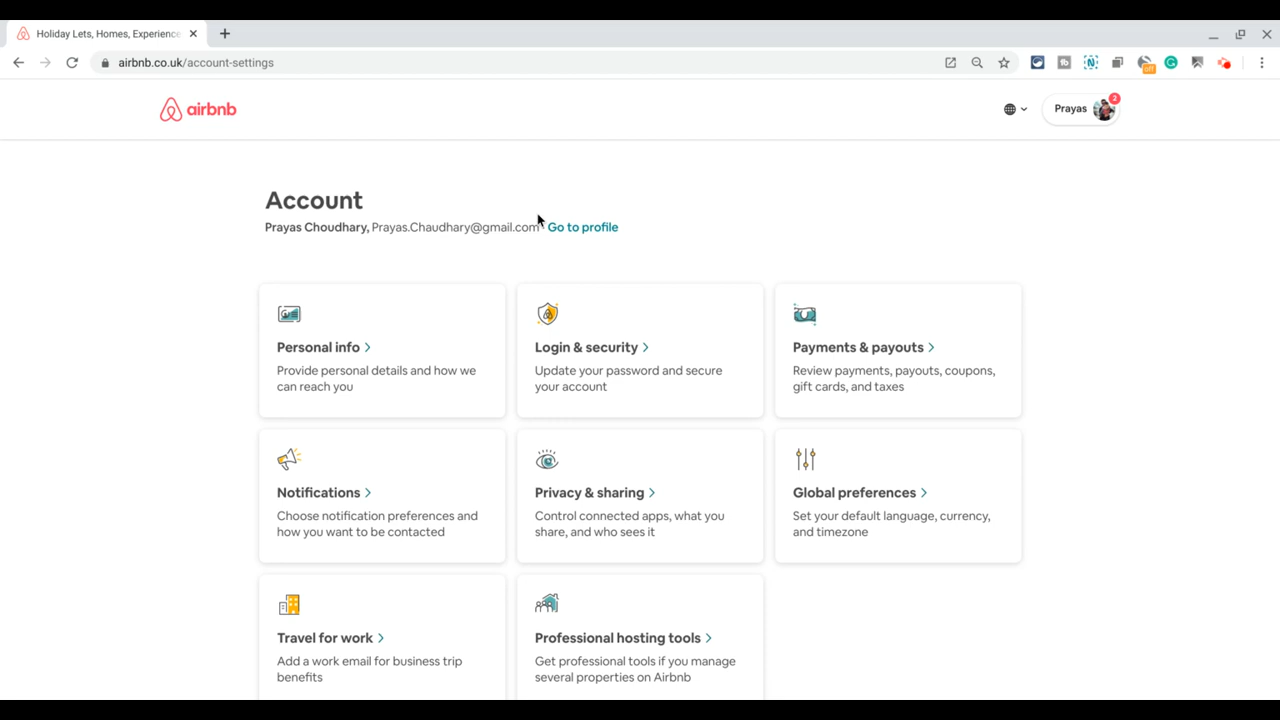 Holiday Lets, Homes, Experience
airbnb.co.uk/account-settings
off
airbnb
Prayas
2
Account
Prayas Choudhary, Prayas.Chaudhary@gmail.com · Go to profile
Personal info
Provide personal details and how we
can reach you
Login & security
Update your password and secure
your account
Payments & payouts
Review payments, payouts, coupons,
gift cards, and taxes
Notifications
Choose notification preferences and
how you want to be contacted
Privacy & sharing
Control connected apps, what you
share, and who sees it
Global preferences
Set your default language, currency,
and timezone
Travel for work
Add a work email for business trip
benefits
Professional hosting tools
Get professional tools if you manage
several properties on Airbnb